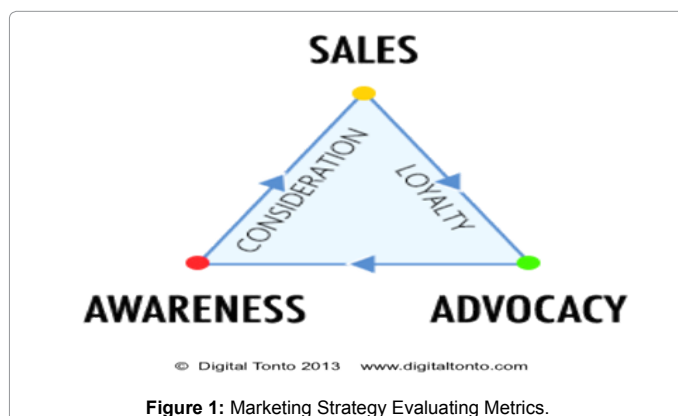 SALES
CONSIDERATION
LOYALTY
AWARENESS ADVOCACY
© Digital Tonto 2013 www.digitaltonto.com
Figure 1: Marketing Strategy Evaluating Metrics.